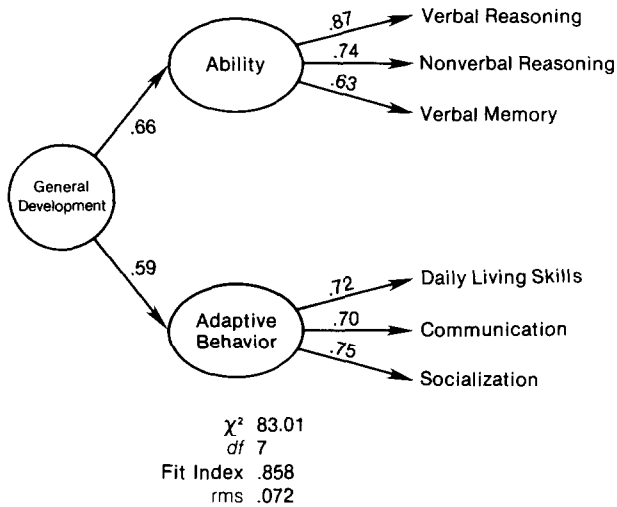 .87
Verbal Reasoning
Ability
.74
Nonverbal Reasoning
.63
Verbal Memory
.66
General
Development
.59
.72
Daily Living Skills
Adaptive
Behavior
.70
Communication
.75
Socialization
χ² 83.01
df 7
Fit Index .858
rms .072